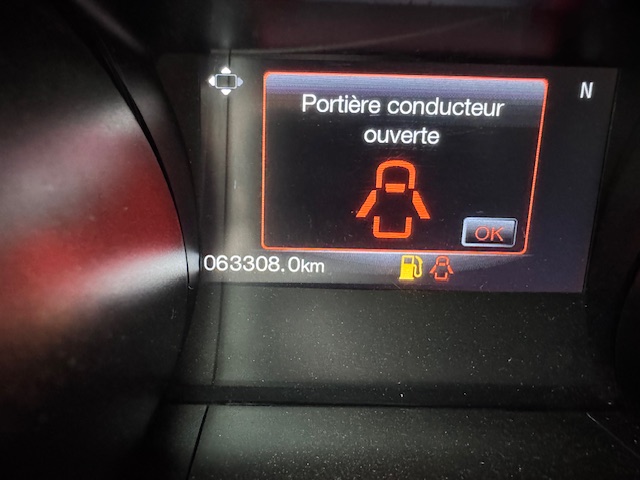 N
Portière conducteur
ouverte
OK
063308.0km